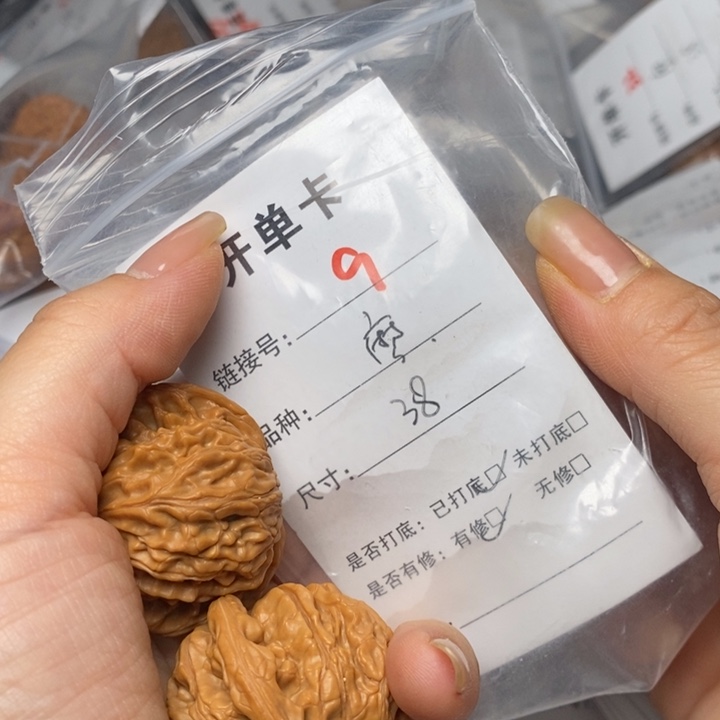 开单卡
链接号: 9
品种:
尺寸: 38
是否打底: 已打底☑ 未打底☐
是否有修: 有修☑ 无修☐